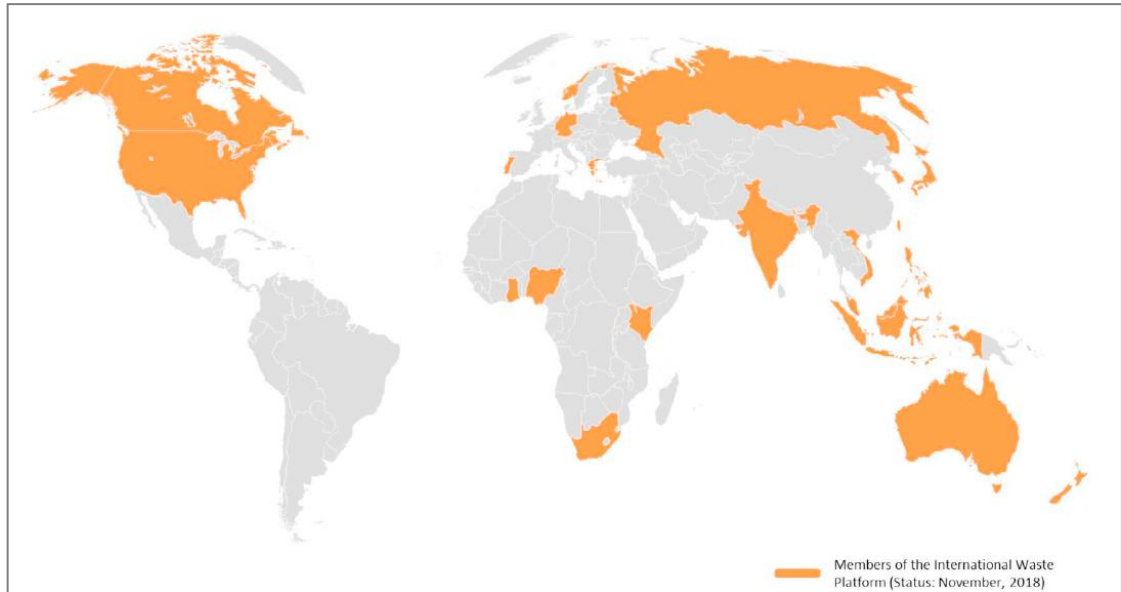 Members of the International Waste
Platform (Status: November, 2018)